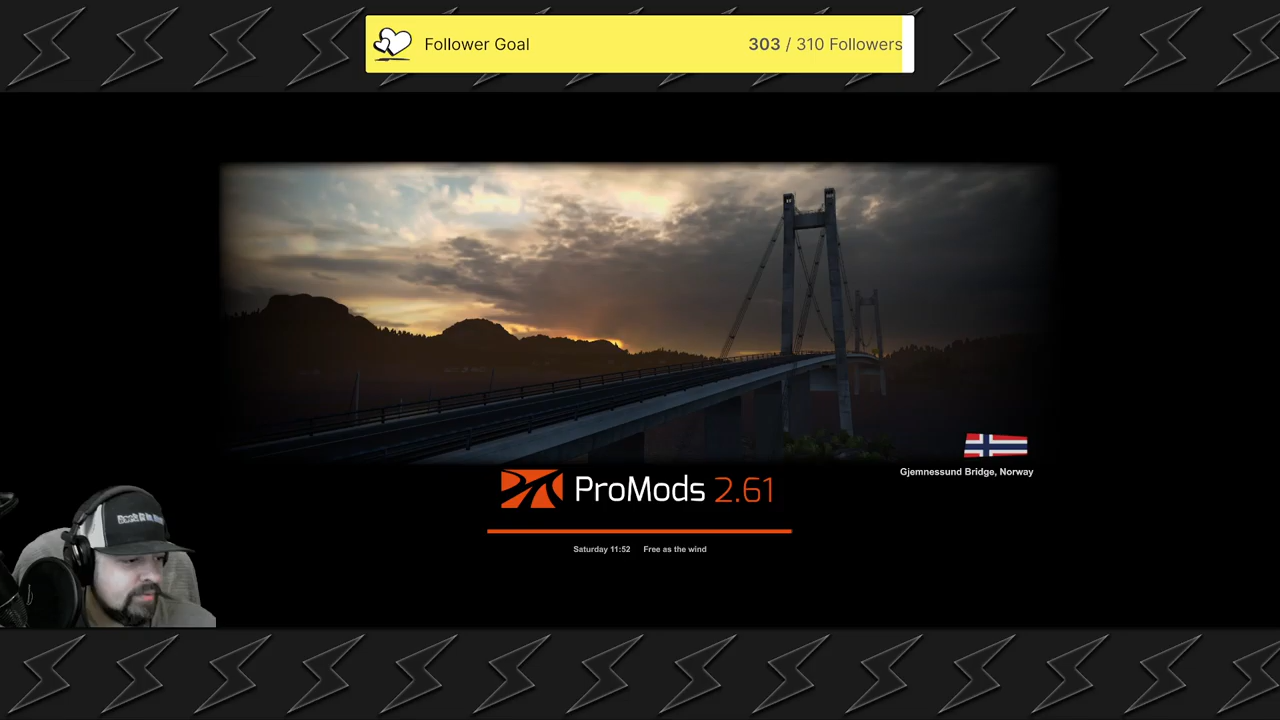 Follower Goal
303 / 310 Followers
Gjemnessund Bridge, Norway
ProMods 2.61
Saturday 11:52 Free as the wind